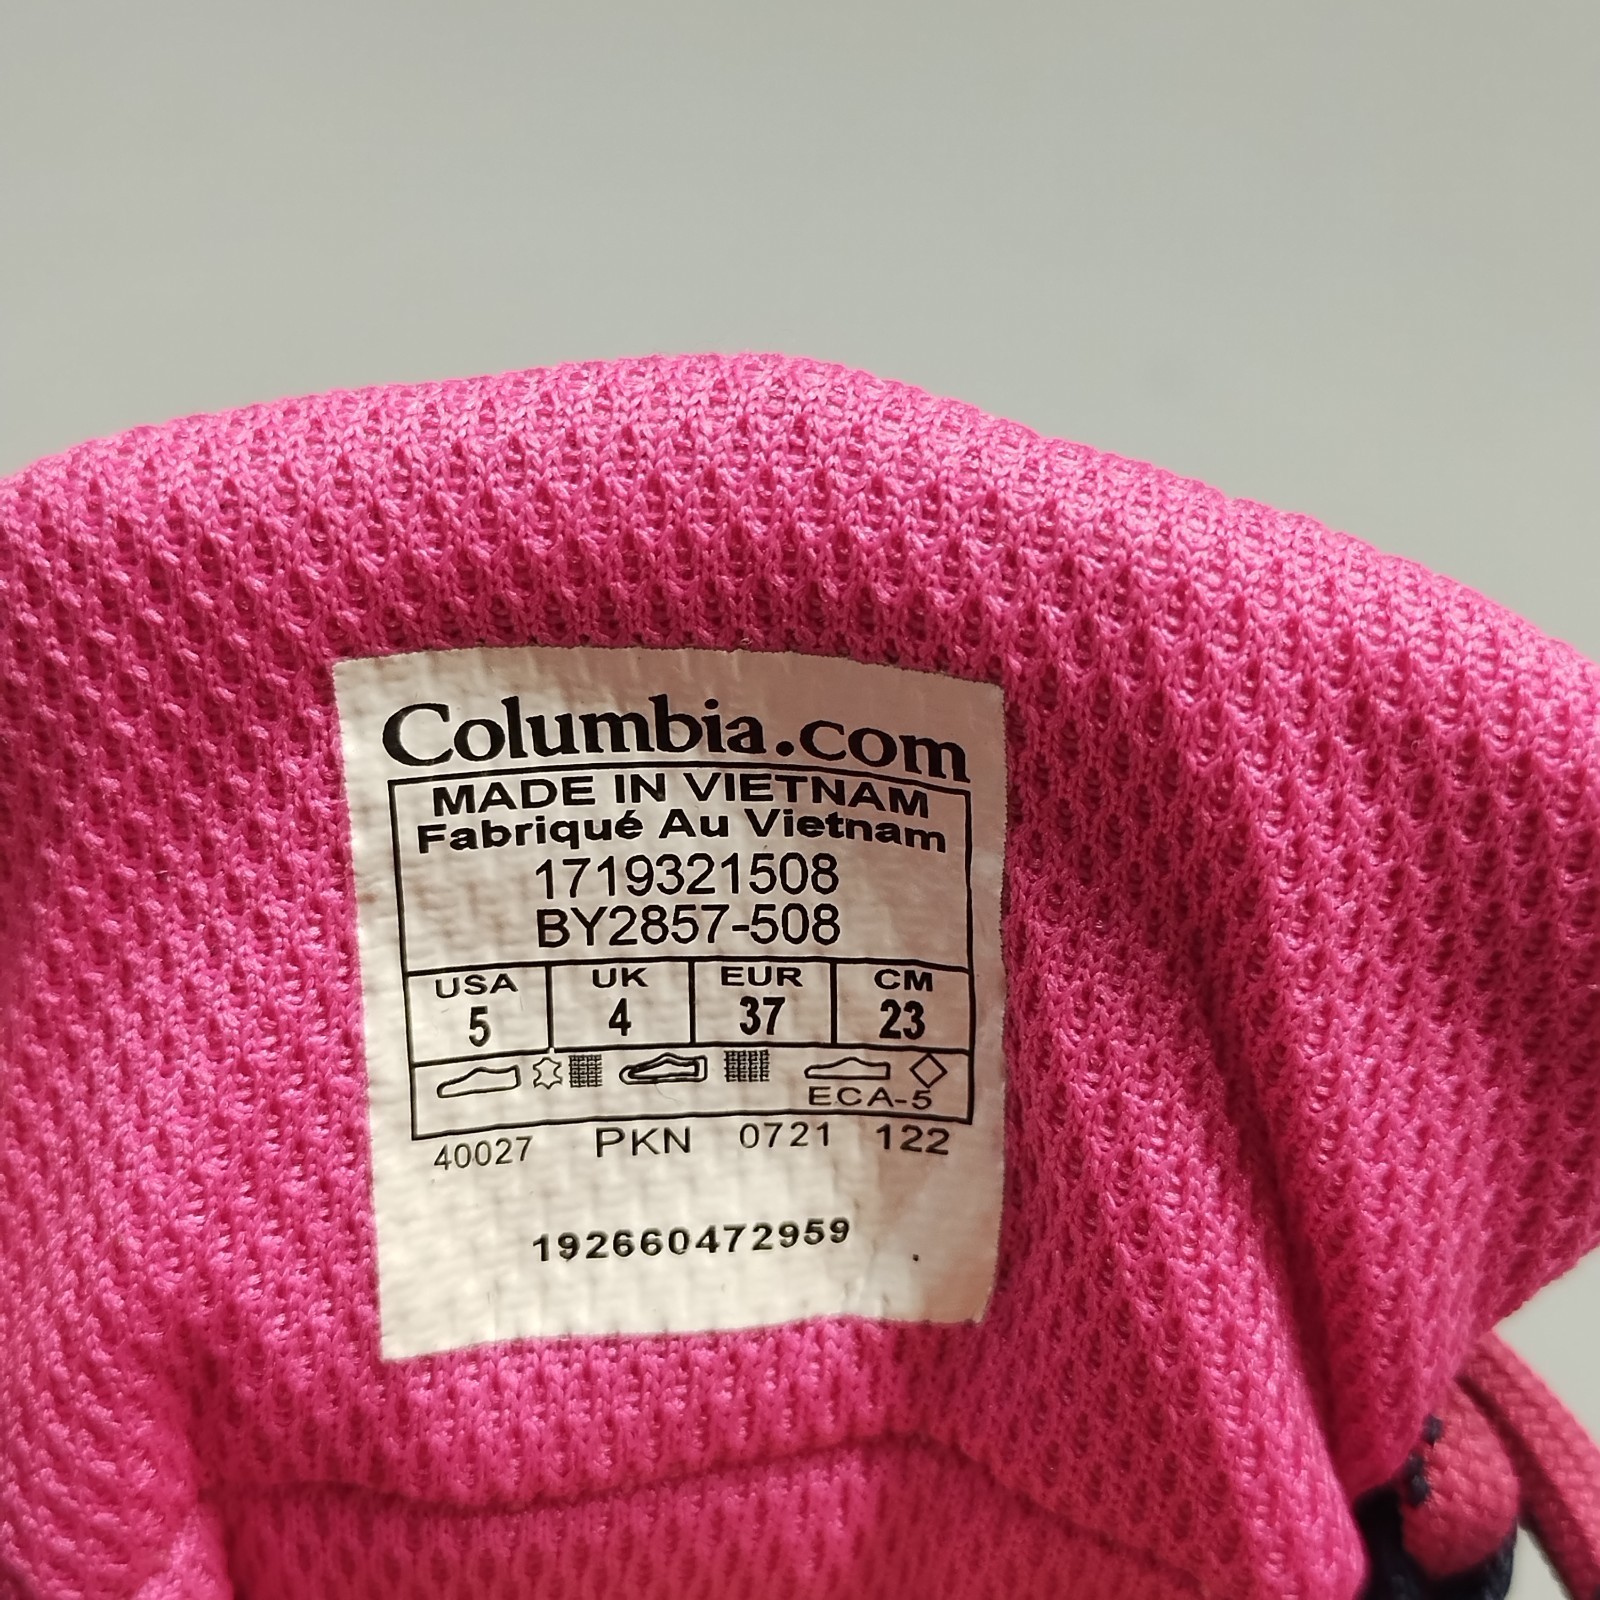 Columbia.com
MADE IN VIETNAM
Fabriqué Au Vietnam
1719321508
BY2857-508
USA UK EUR CM
5 4 37 23
ECA-5
40027 PKN 0721 122
192660472959